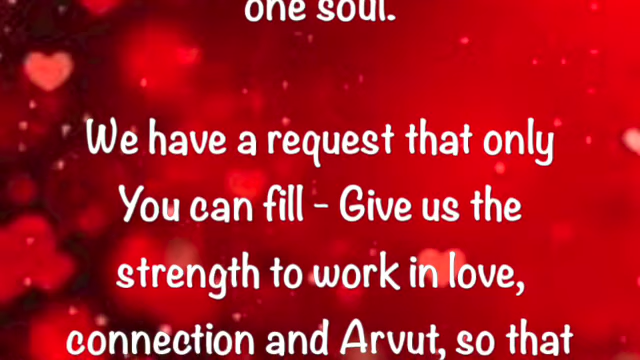 one soul.
We have a request that only
You can fill - Give us the
strength to work in love,
connection and Arvut, so that